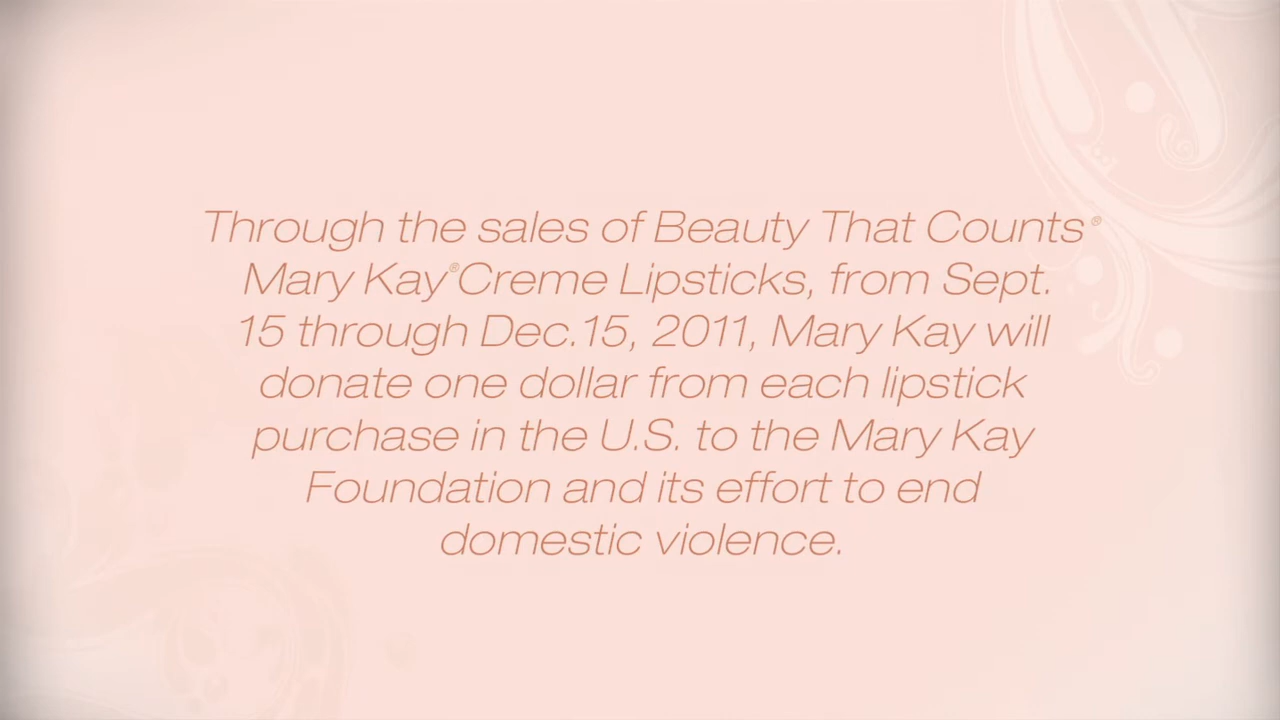 Through the sales of Beauty That Counts®
Mary Kay®Creme Lipsticks, from Sept.
15 through Dec.15, 2011, Mary Kay will
donate one dollar from each lipstick
purchase in the U.S. to the Mary Kay
Foundation and its effort to end
domestic violence.